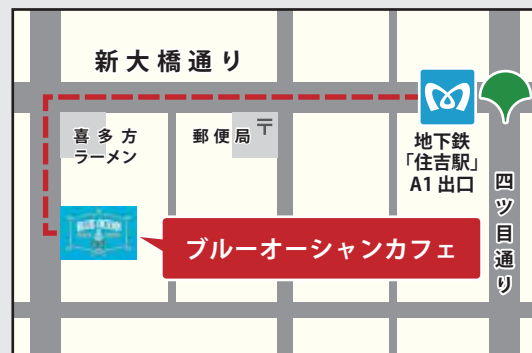 新大橋通り
喜多方
ラーメン
郵便局
〒
地下鉄
「住吉駅」
A1 出口
四ツ目通り
ブルーオーシャンカフェ